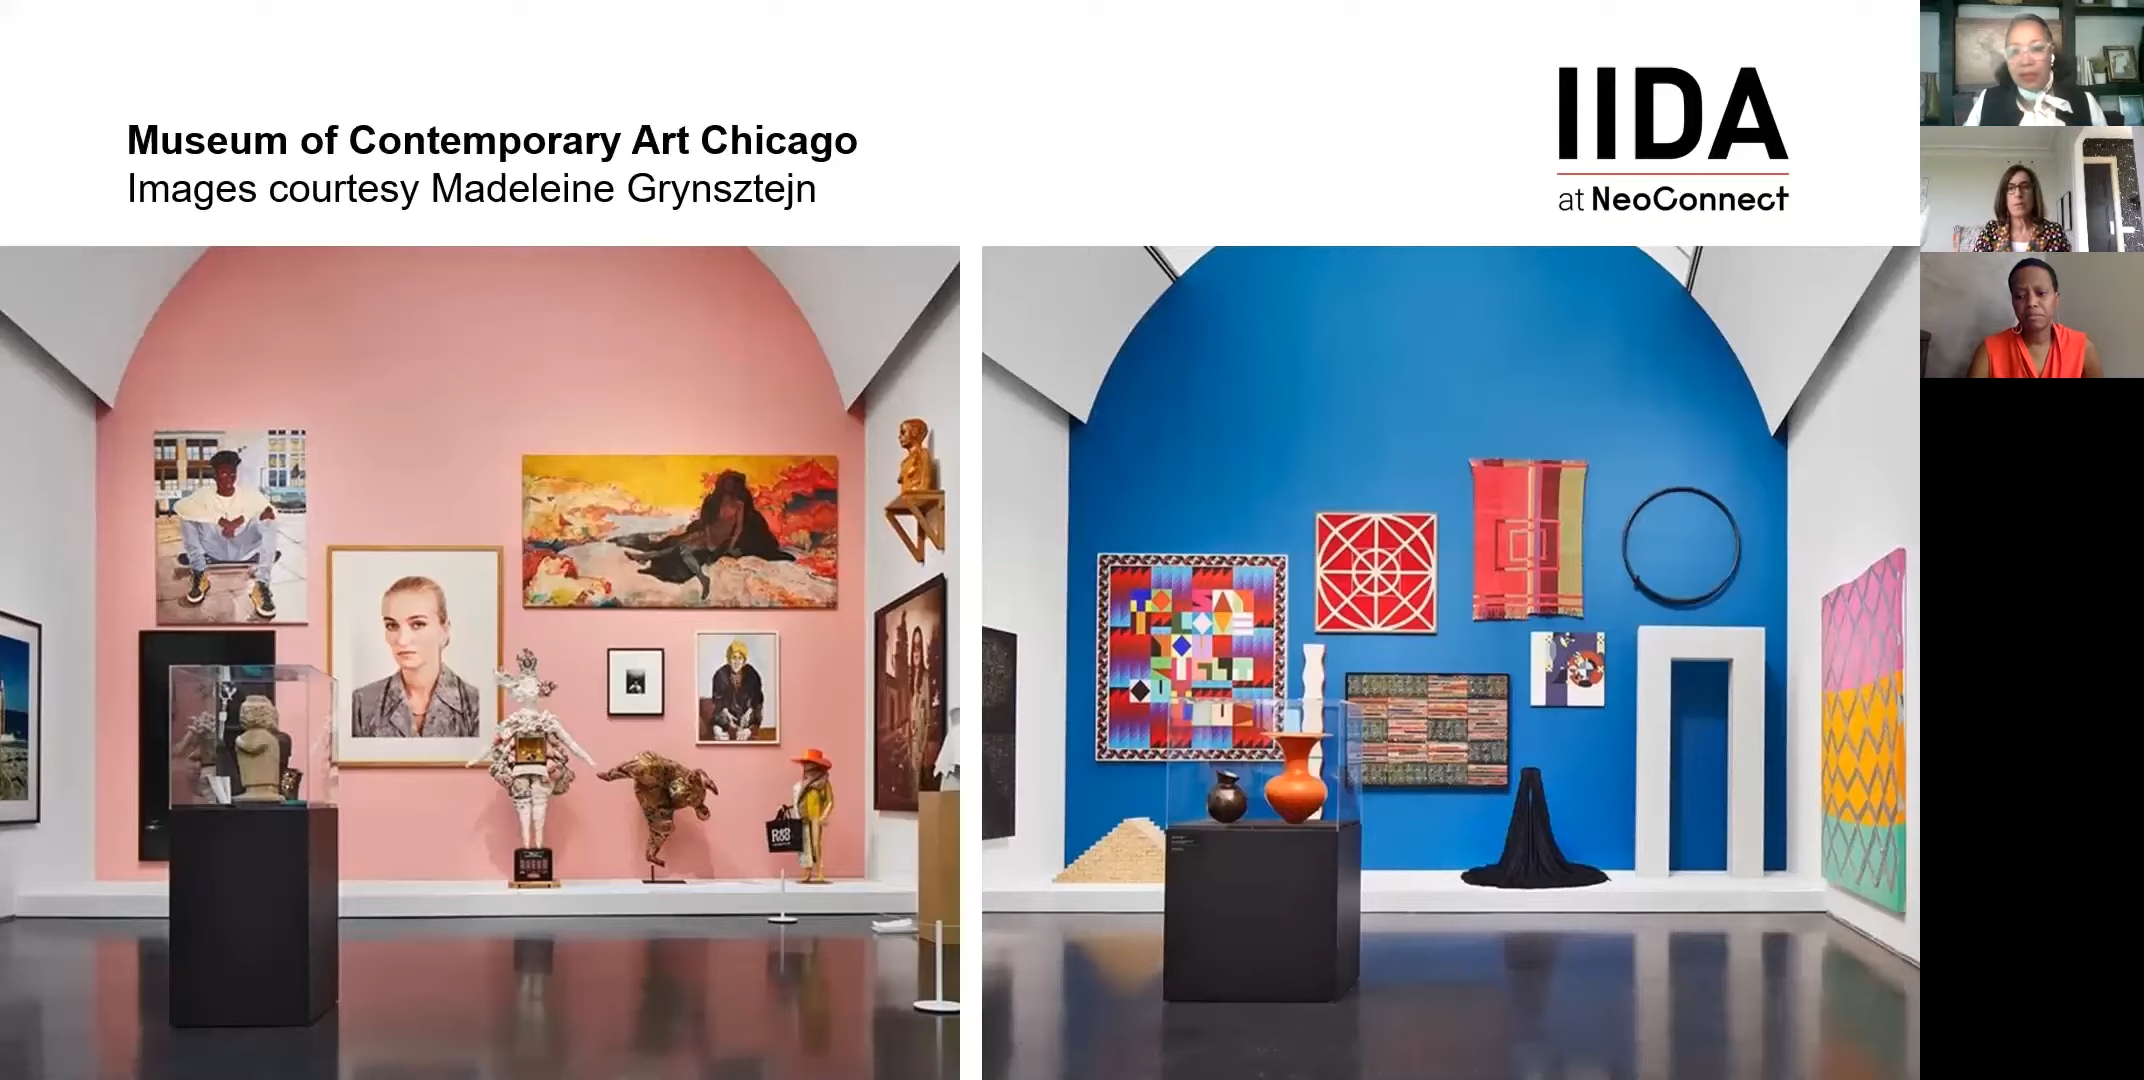 Museum of Contemporary Art Chicago
Images courtesy Madeleine Grynsztejn
IIDA
at NeoConnect